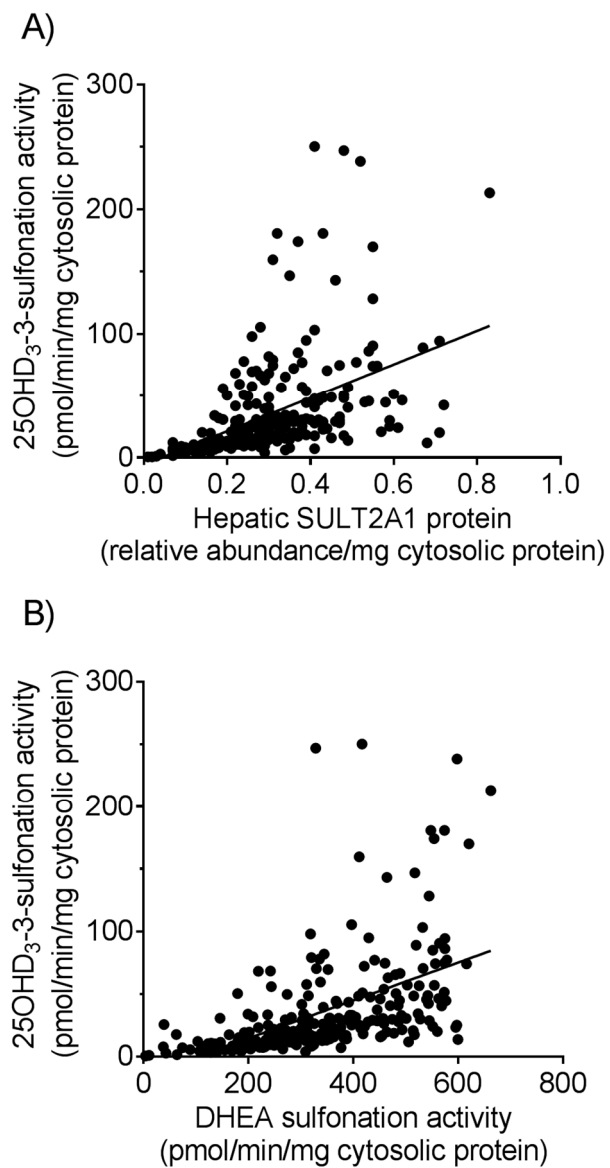 A)
25OHD3-3-sulfonation activity
(pmol/min/mg cytosolic protein)
300
200
100
0
0.0 0.2 0.4 0.6 0.8 1.0
Hepatic SULT2A1 protein
(relative abundance/mg cytosolic protein)
B)
25OHD3-3-sulfonation activity
(pmol/min/mg cytosolic protein)
300
200
100
0
0 200 400 600 800
DHEA sulfonation activity
(pmol/min/mg cytosolic protein)